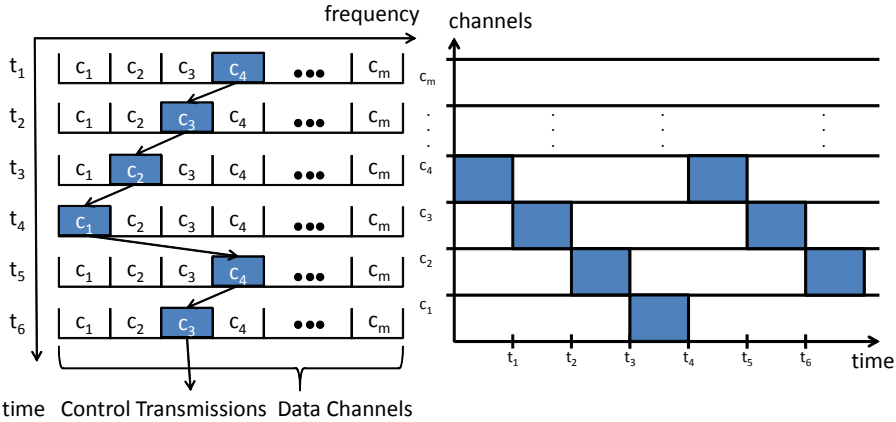 frequency
t1 c1 c2 c3 c4 ●●● cm
t2 c1 c2 c3 c4 ●●● cm
t3 c1 c2 c3 c4 ●●● cm
t4 c1 c2 c3 c4 ●●● cm
t5 c1 c2 c3 c4 ●●● cm
t6 c1 c2 c3 c4 ●●● cm
time Control Transmissions Data Channels
channels
cm
c4
c3
c2
c1
t1 t2 t3 t4 t5 t6
time